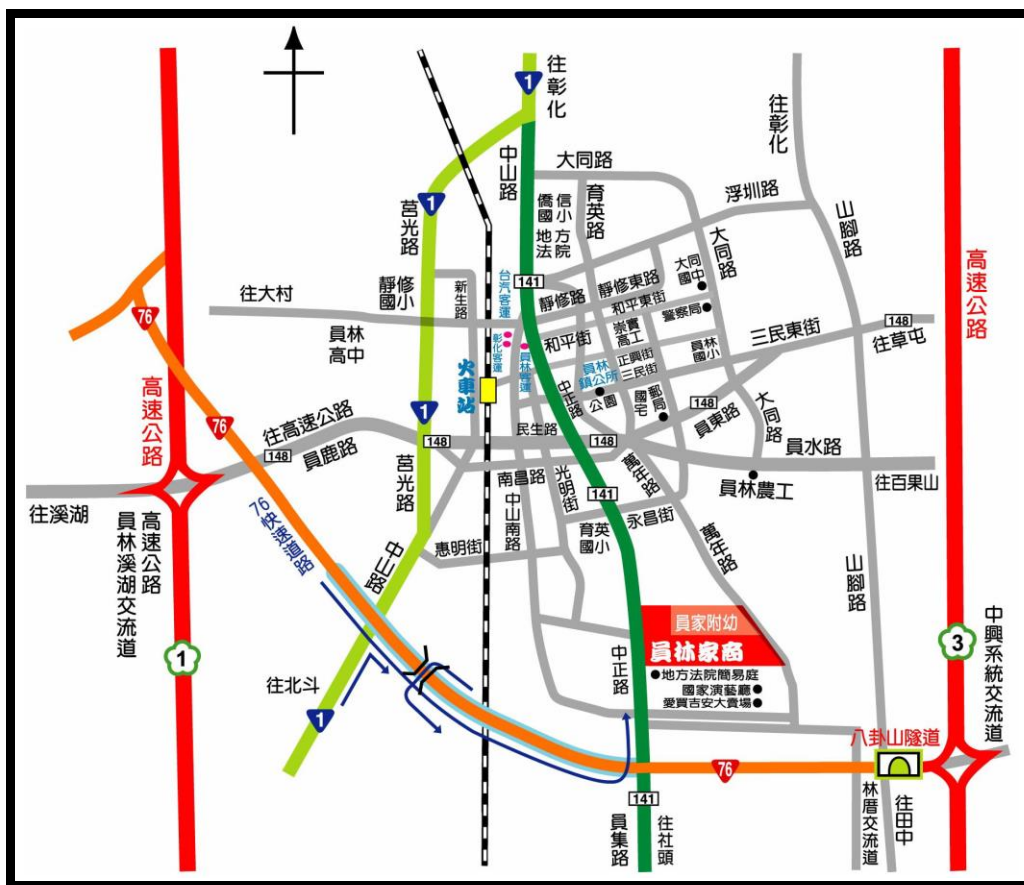 1
往彰化
往彰化
大同路
中山路
僑信國小
地方法院
育英路
浮圳路
山腳路
莒光路
1
大同路
高速公路
靜修國小
新生路
台汽客運
141
靜修路
靜修東路
大同國中
和平東街
警察局
往大村
員林高中
76
彰化客運
員林客運
和平街
崇實高工
員林國小
三民東街
148
往草屯
火車站
正興街
三民街
員林鎮公所
公園
中正路
國宅
郵局
148
員東路
大同路
高速公路
76
往高速公路
148
員鹿路
1
148
民生路
148
員水路
員林農工
往百果山
莒光路
南昌路
光明街
萬年路
141
永昌街
往溪湖
高速公路
員林溪湖交流道
76快速道路
中山路
惠明街
中山南路
育英國小
萬年路
山腳路
1
員家附幼
員林家商
地方法院簡易庭
國家演藝廳
愛買吉安大賣場
中正路
3
中興系統交流道
往北斗
1
八卦山隧道
76
141
員集路
往社頭
林厝交流道
往田中